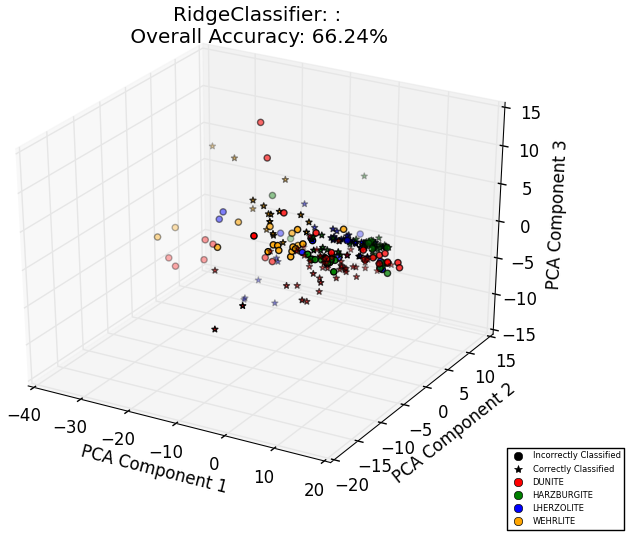 RidgeClassifier: :
Overall Accuracy: 66.24%
15
10
5
0
−5
−10
−15
PCA Component 3
15
10
5
0
−5
−10
−15
−20
PCA Component 2
−40
−30
−20
−10
0
10
20
PCA Component 1
Incorrectly Classified
Correctly Classified
DUNITE
HARZBURGITE
LHERZOLITE
WEHRLITE